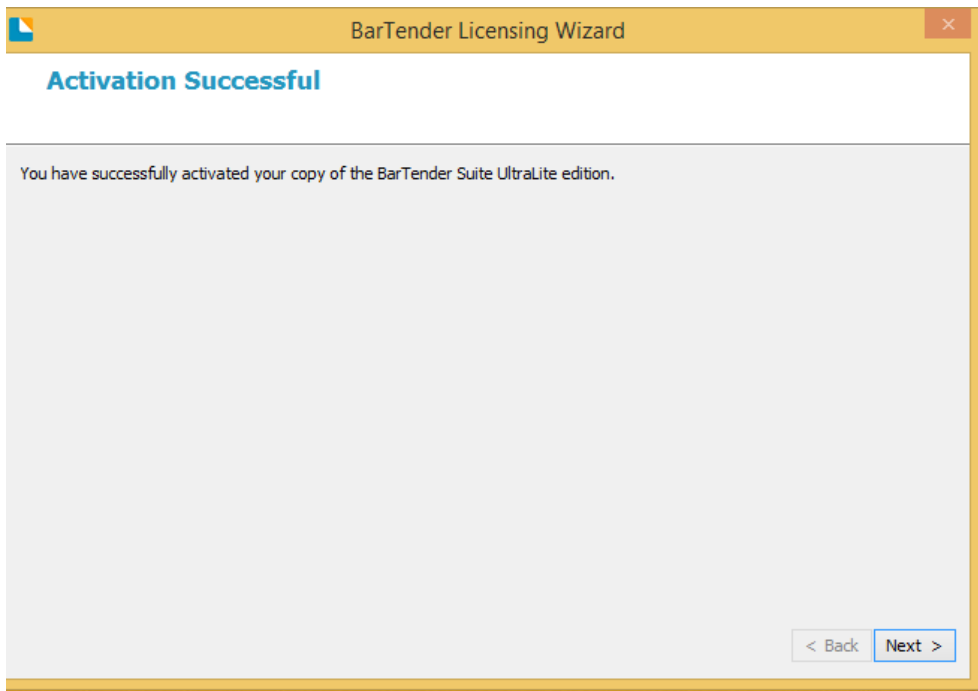 BarTender Licensing Wizard
Activation Successful
You have successfully activated your copy of the BarTender Suite UltraLite edition.
< Back Next >